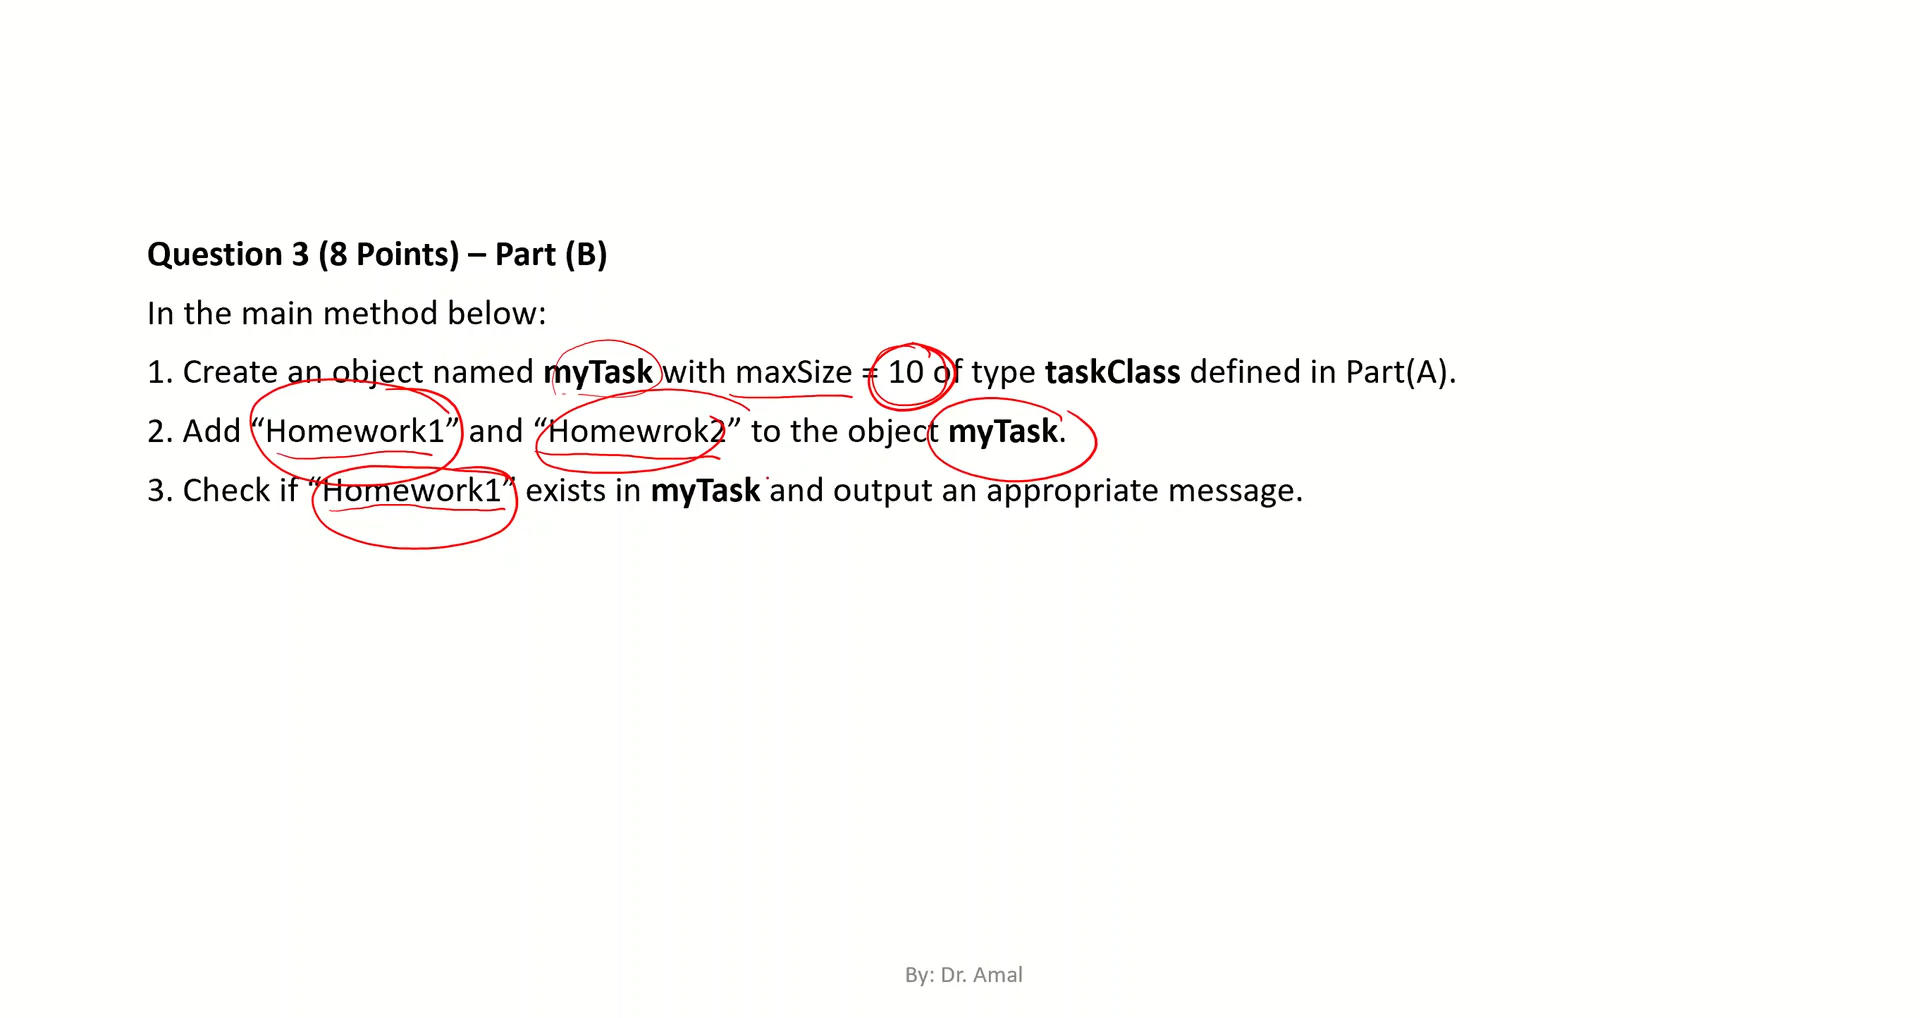 Question 3 (8 Points) – Part (B)
In the main method below:
1. Create an object named myTask with maxSize = 10 of type taskClass defined in Part(A).
2. Add “Homework1” and “Homewrok2” to the object myTask.
3. Check if “Homework1” exists in myTask and output an appropriate message.
By: Dr. Amal